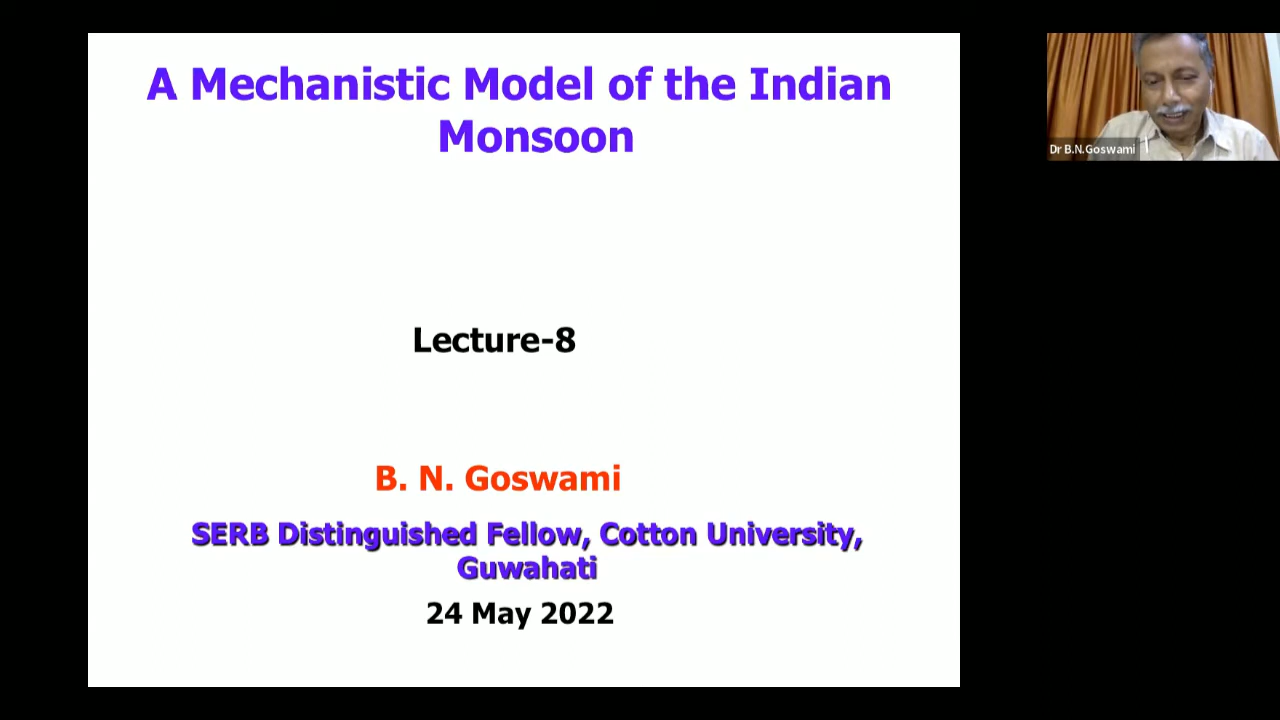 A Mechanistic Model of the Indian
Monsoon
Lecture-8
B. N. Goswami
SERB Distinguished Fellow, Cotton University,
Guwahati
24 May 2022
Dr B.N.Goswami